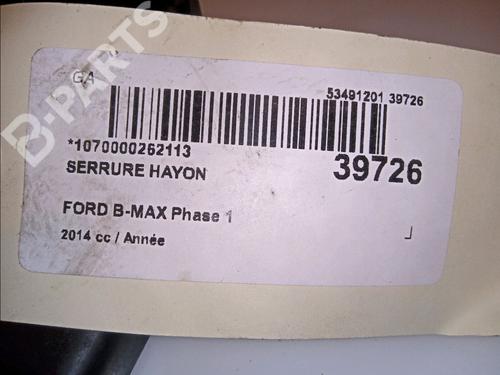 B-PARTS
GA
53491201 39726
*1070000262113
39726
SERRURE HAYON
FORD B-MAX Phase 1
2014 cc / Année